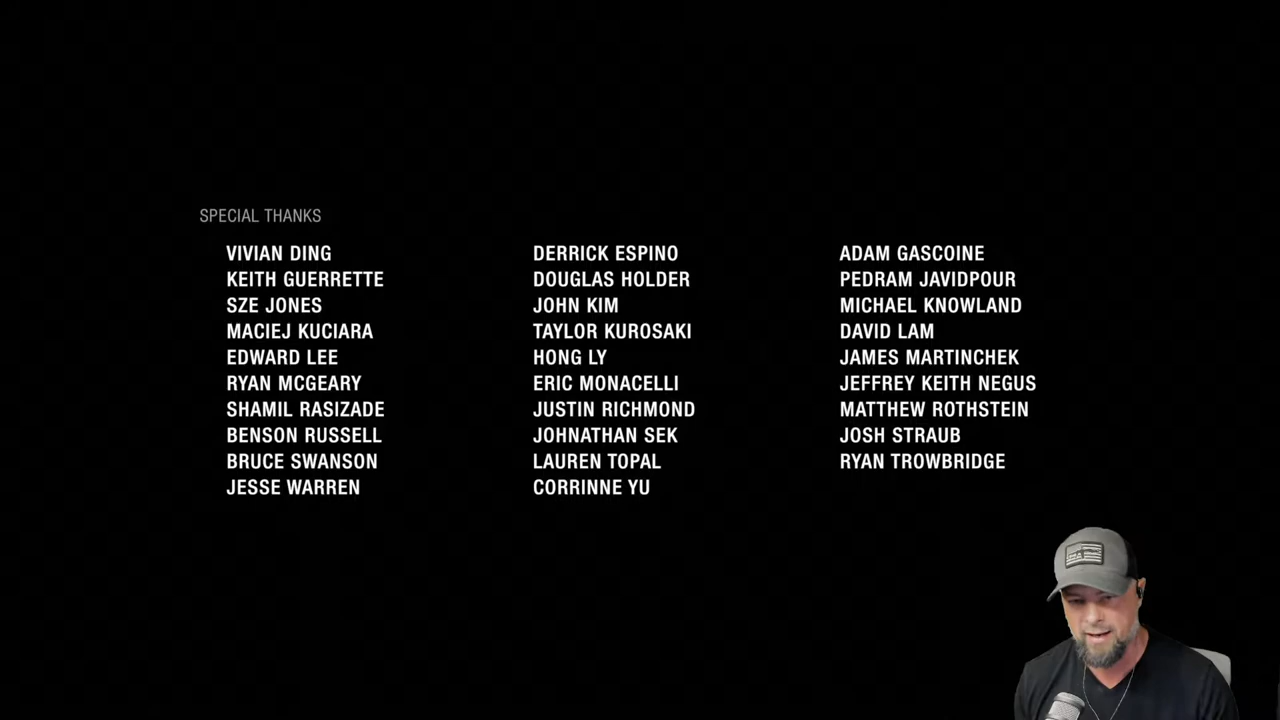 SPECIAL THANKS
VIVIAN DING
KEITH GUERRETTE
SZE JONES
MACIEJ KUCIARA
EDWARD LEE
RYAN MCGEARY
SHAMIL RASIZADE
BENSON RUSSELL
BRUCE SWANSON
JESSE WARREN
DERRICK ESPINO
DOUGLAS HOLDER
JOHN KIM
TAYLOR KUROSAKI
HONG LY
ERIC MONACELLI
JUSTIN RICHMOND
JOHNATHAN SEK
LAUREN TOPAL
CORRINNE YU
ADAM GASCOINE
PEDRAM JAVIDPOUR
MICHAEL KNOWLAND
DAVID LAM
JAMES MARTINCHEK
JEFFREY KEITH NEGUS
MATTHEW ROTHSTEIN
JOSH STRAUB
RYAN TROWBRIDGE